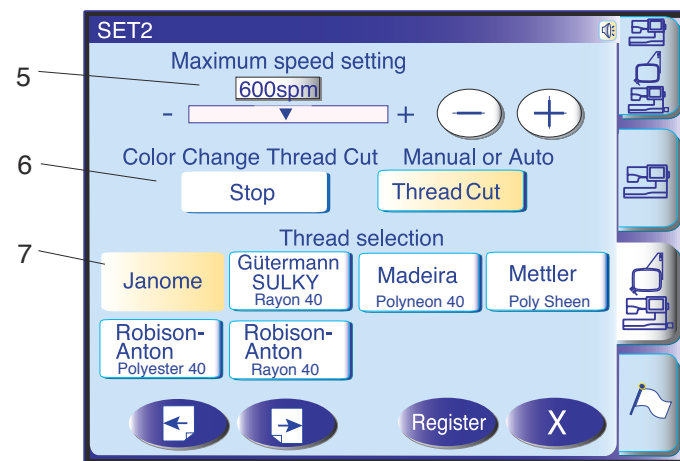 SET2
5
Maximum speed setting
600spm
- +
6
Color Change Thread Cut Manual or Auto
Stop Thread Cut
7
Thread selection
Janome
Gütermann
SULKY
Rayon 40
Madeira
Polyneon 40
Mettler
Poly Sheen
Robison-
Anton
Polyester 40
Robison-
Anton
Rayon 40
Register X